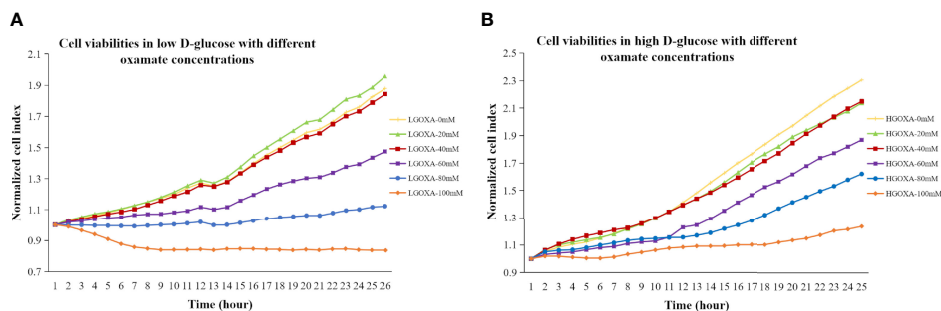 A
Cell viabilities in low D-glucose with different
oxamate concentrations
Normalized cell index
2.1
1.9
1.7
1.5
1.3
1.1
0.9
0.7
1 2 3 4 5 6 7 8 9 10 11 12 13 14 15 16 17 18 19 20 21 22 23 24 25 26
Time (hour)
LGOXA-0mM
LGOXA-20mM
LGOXA-40mM
LGOXA-60mM
LGOXA-80mM
LGOXA-100mM
B
Cell viabilities in high D-glucose with different
oxamate concentrations
Normalized cell index
2.5
2.3
2.1
1.9
1.7
1.5
1.3
1.1
0.9
1 2 3 4 5 6 7 8 9 10 11 12 13 14 15 16 17 18 19 20 21 22 23 24 25
Time (hour)
HGOXA-0mM
HGOXA-20mM
HGOXA-40mM
HGOXA-60mM
HGOXA-80mM
HGOXA-100mM